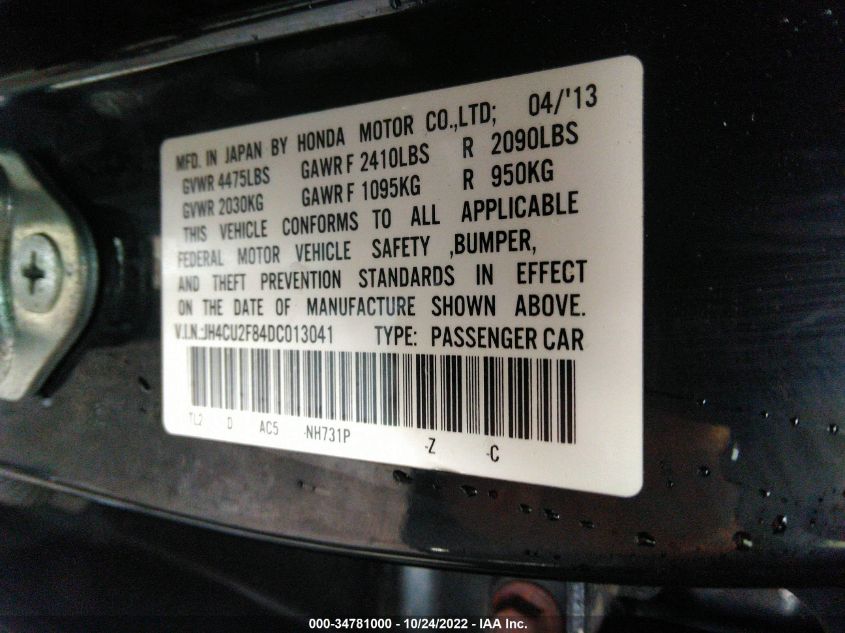 MFD. IN JAPAN BY HONDA MOTOR CO.,LTD; 04/'13
GVWR 4475LBS GAWR F 2410LBS R 2090LBS
GVWR 2030KG GAWR F 1095KG R 950KG
THIS VEHICLE CONFORMS TO ALL APPLICABLE
FEDERAL MOTOR VEHICLE SAFETY ,BUMPER,
AND THEFT PREVENTION STANDARDS IN EFFECT
ON THE DATE OF MANUFACTURE SHOWN ABOVE.
V.I.N.:JH4CU2F84DC013041 TYPE: PASSENGER CAR
TL2 D AC5 -NH731P -Z -C
000-34781000 • 10/24/2022 - IAA Inc.